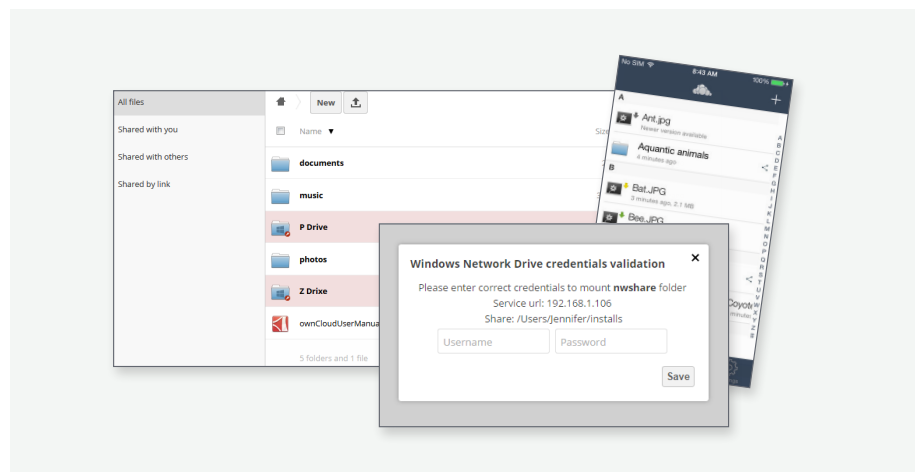 All files
Shared with you
Shared with others
Shared by link
New
Name ▼
Size
documents
music
P Drive
photos
Z Drixe
ownCloudUserManua
5 folders and 1 file
No SIM
8:43 AM
100%
A
Ant.jpg
Newer version available
Aquantic animals
4 minutes ago
B
Bat.JPG
3 minutes ago, 2.1 MB
Bee.JPG
Coyote
A
B
C
D
E
F
G
H
I
J
K
L
M
N
O
P
Q
R
S
T
U
V
W
X
Y
Z
#
Windows Network Drive credentials validation
Please enter correct credentials to mount nwshare folder
Service url: 192.168.1.106
Share: /Users/Jennifer/installs
Username
Password
Save